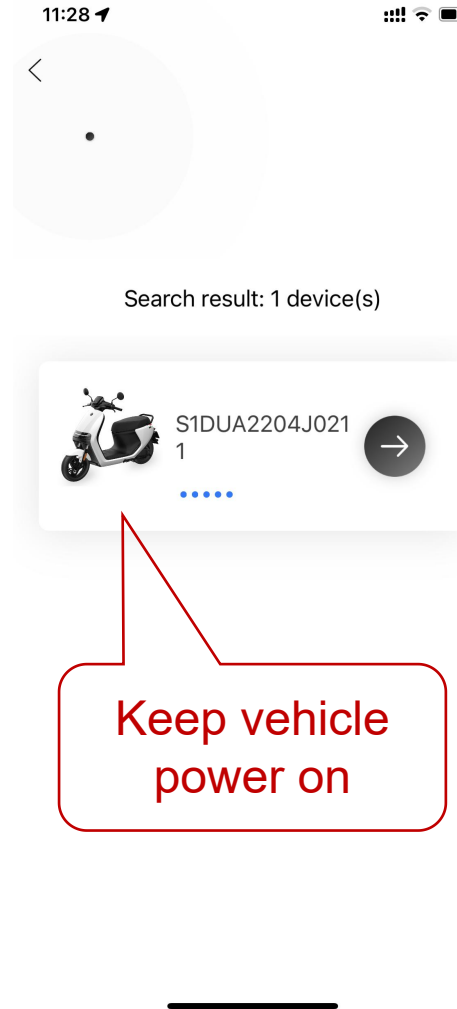 11:28
Search result: 1 device(s)
S1DUA2204J021
1
Keep vehicle
power on